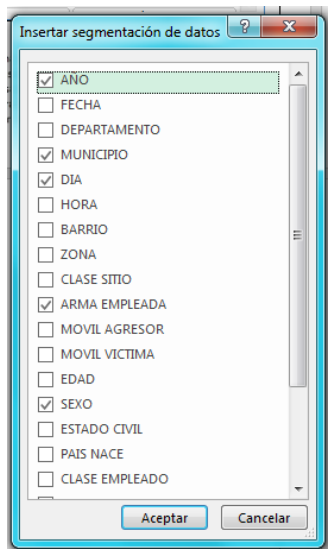 Insertar segmentación de datos
AÑO
FECHA
DEPARTAMENTO
MUNICIPIO
DIA
HORA
BARRIO
ZONA
CLASE SITIO
ARMA EMPLEADA
MOVIL AGRESOR
MOVIL VICTIMA
EDAD
SEXO
ESTADO CIVIL
PAIS NACE
CLASE EMPLEADO
Aceptar Cancelar